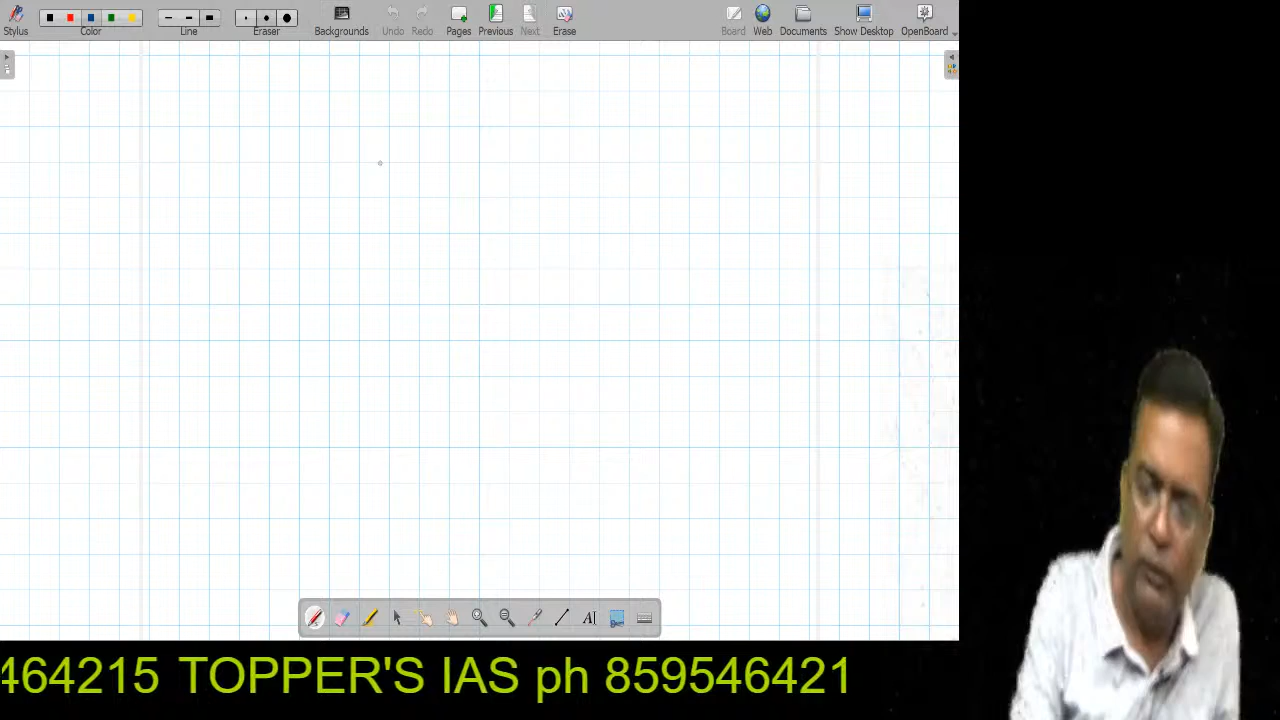 Stylus Color Line Eraser Backgrounds Undo Redo Pages Previous Next Erase Board Web Documents Show Desktop OpenBoard
AI
464215 TOPPER'S IAS ph 859546421